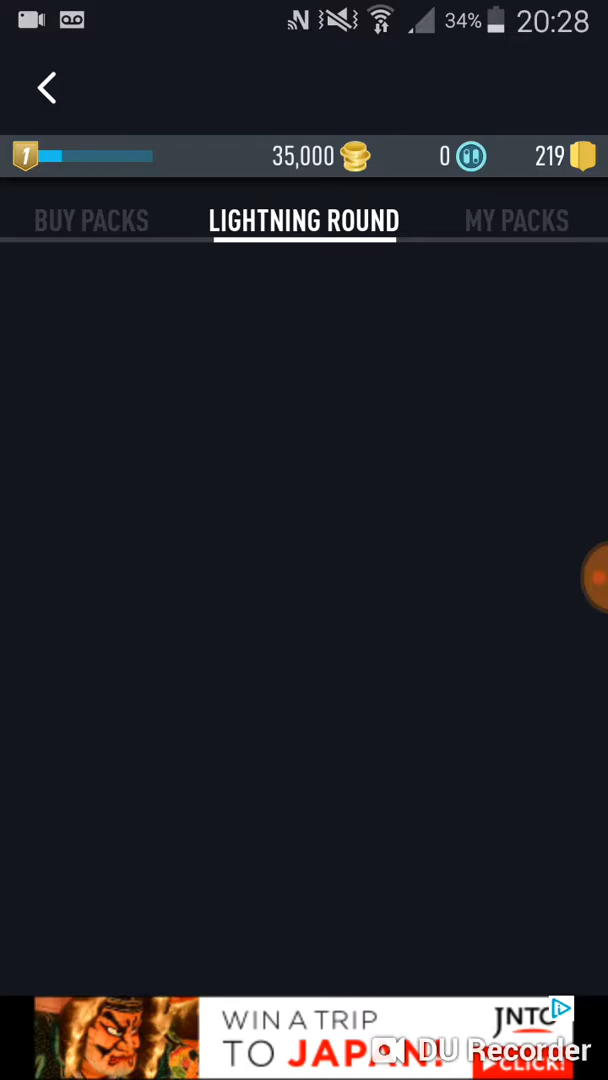 34% 20:28
1 35,000 0 219
BUY PACKS LIGHTNING ROUND MY PACKS
WIN A TRIP
TO JAPAN!
JNTO
CLICK!
DU Recorder